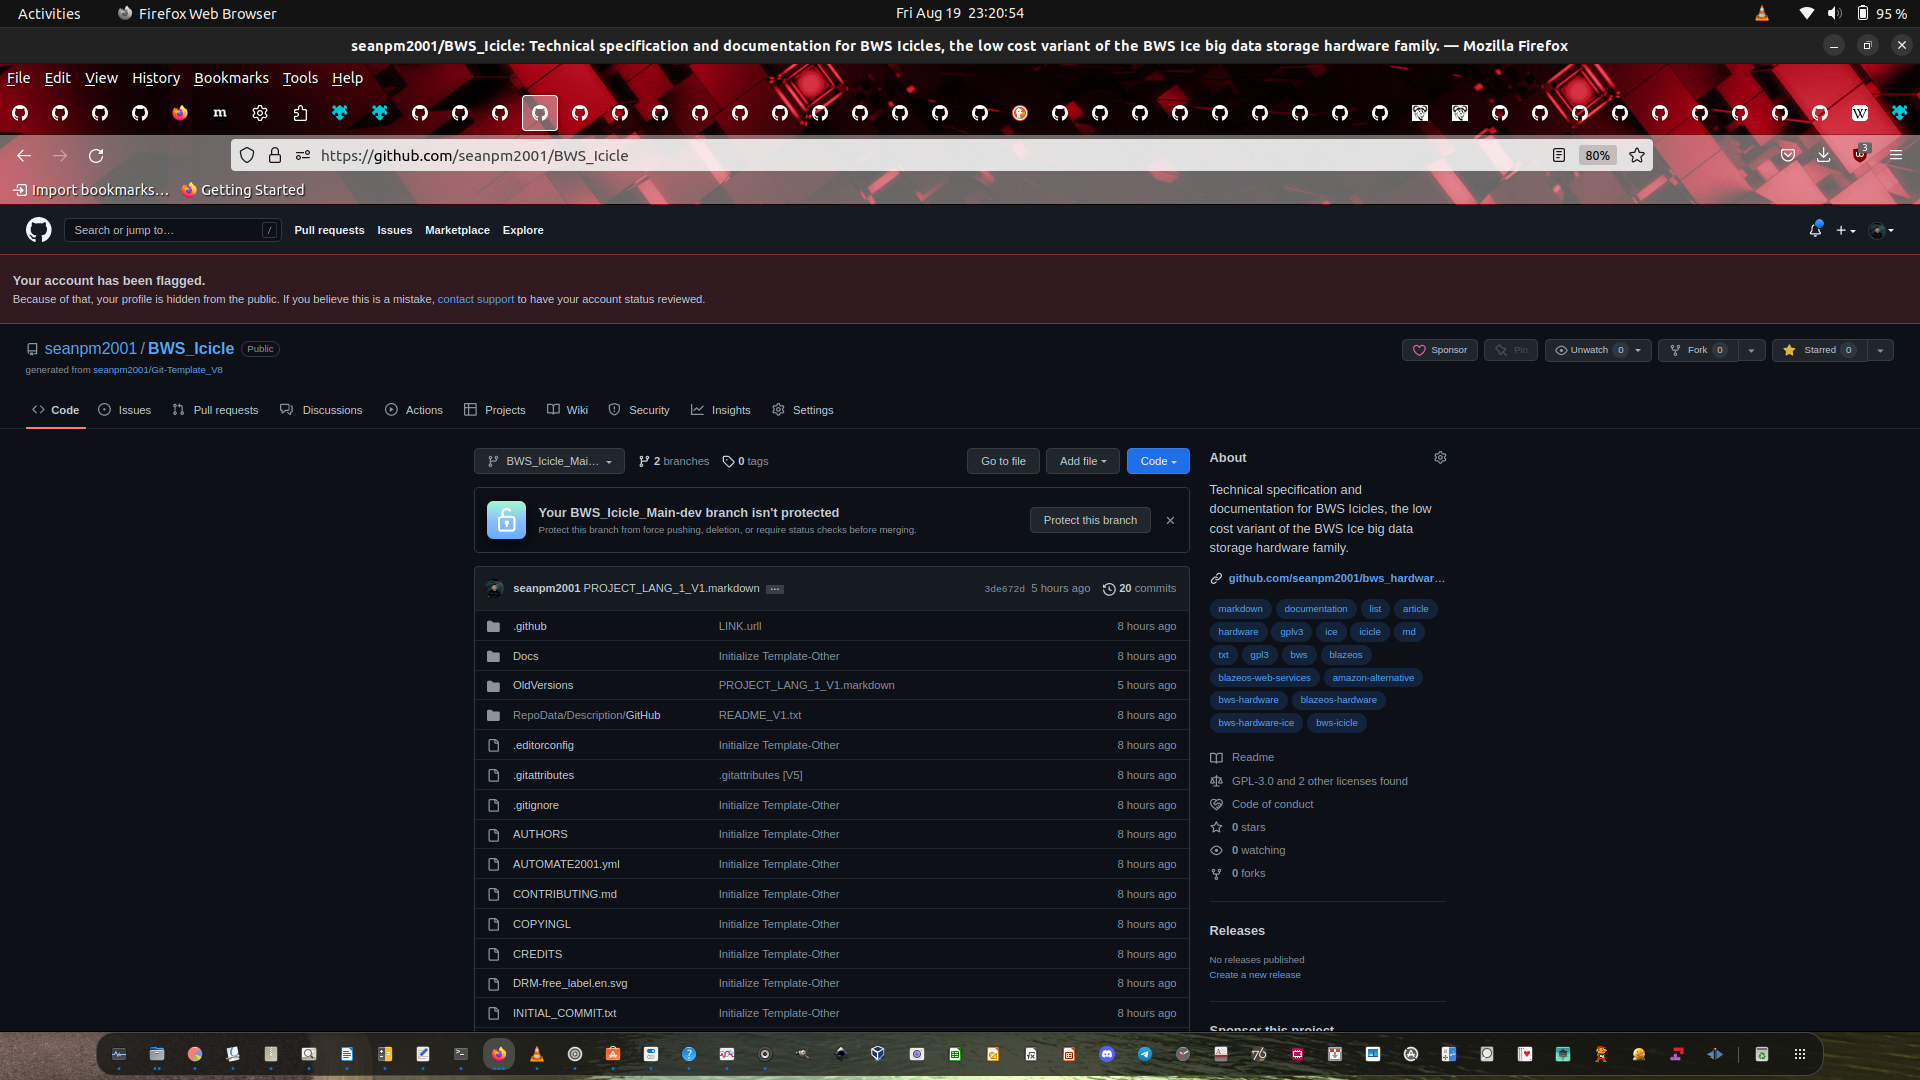 Activities
Firefox Web Browser
Fri Aug 19 23:20:54
95 %
seanpm2001/BWS_Icicle: Technical specification and documentation for BWS Icicles, the low cost variant of the BWS Ice big data storage hardware family. — Mozilla Firefox
File Edit View History Bookmarks Tools Help
https://github.com/seanpm2001/BWS_Icicle
80%
3
Import bookmarks… Getting Started
Search or jump to… /
Pull requests Issues Marketplace Explore
Your account has been flagged.
Because of that, your profile is hidden from the public. If you believe this is a mistake, contact support to have your account status reviewed.
seanpm2001 / BWS_Icicle Public
generated from seanpm2001/Git-Template_V8
Sponsor
Pin
Unwatch 0
Fork 0
Starred 0
Code Issues Pull requests Discussions Actions Projects Wiki Security Insights Settings
BWS_Icicle_Mai…
2 branches 0 tags
Go to file Add file Code
Your BWS_Icicle_Main-dev branch isn't protected
Protect this branch from force pushing, deletion, or require status checks before merging.
Protect this branch
seanpm2001 PROJECT_LANG_1_V1.markdown … 3de672d 5 hours ago 20 commits
.github LINK.urll 8 hours ago
Docs Initialize Template-Other 8 hours ago
OldVersions PROJECT_LANG_1_V1.markdown 5 hours ago
RepoData/Description/GitHub README_V1.txt 8 hours ago
.editorconfig Initialize Template-Other 8 hours ago
.gitattributes .gitattributes [V5] 8 hours ago
.gitignore Initialize Template-Other 8 hours ago
AUTHORS Initialize Template-Other 8 hours ago
AUTOMATE2001.yml Initialize Template-Other 8 hours ago
CONTRIBUTING.md Initialize Template-Other 8 hours ago
COPYINGL Initialize Template-Other 8 hours ago
CREDITS Initialize Template-Other 8 hours ago
DRM-free_label.en.svg Initialize Template-Other 8 hours ago
INITIAL_COMMIT.txt Initialize Template-Other 8 hours ago
About
Technical specification and
documentation for BWS Icicles, the low
cost variant of the BWS Ice big data
storage hardware family.
github.com/seanpm2001/bws_hardwar…
markdown documentation list article
hardware gplv3 ice icicle md
txt gpl3 bws blazeos
blazeos-web-services amazon-alternative
bws-hardware blazeos-hardware
bws-hardware-ice bws-icicle
Readme
GPL-3.0 and 2 other licenses found
Code of conduct
0 stars
0 watching
0 forks
Releases
No releases published
Create a new release
Sponsor this project